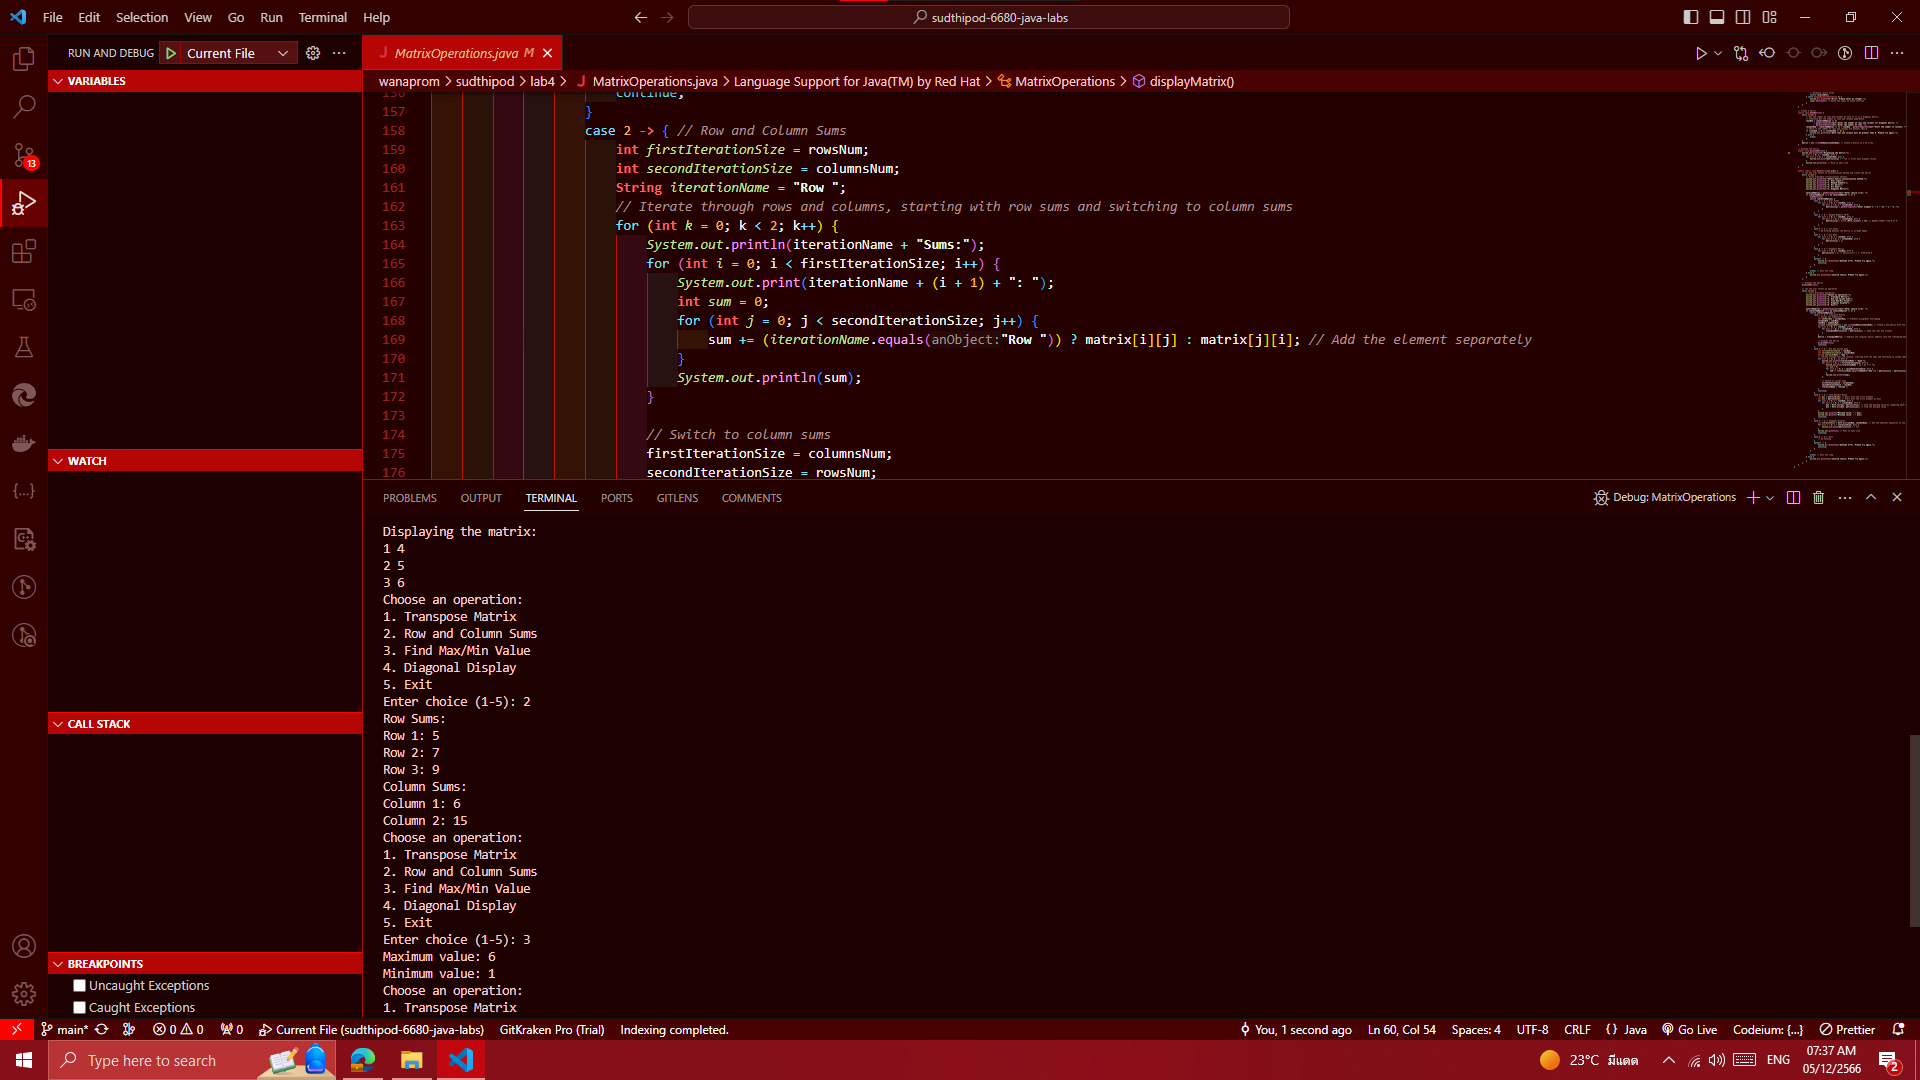 File Edit Selection View Go Run Terminal Help
sudthipod-6680-java-labs
RUN AND DEBUG Current File
MatrixOperations.java M
wanaprom > sudthipod > lab4 > MatrixOperations.java > Language Support for Java(TM) by Red Hat > MatrixOperations > displayMatrix()
VARIABLES
WATCH
CALL STACK
BREAKPOINTS
Uncaught Exceptions
Caught Exceptions
13
156 continue;
157 }
158 case 2 -> { // Row and Column Sums
159 int firstIterationSize = rowsNum;
160 int secondIterationSize = columnsNum;
161 String iterationName = "Row ";
162 // Iterate through rows and columns, starting with row sums and switching to column sums
163 for (int k = 0; k < 2; k++) {
164 System.out.println(iterationName + "Sums:");
165 for (int i = 0; i < firstIterationSize; i++) {
166 System.out.print(iterationName + (i + 1) + ": ");
167 int sum = 0;
168 for (int j = 0; j < secondIterationSize; j++) {
169 sum += (iterationName.equals(anObject:"Row ")) ? matrix[i][j] : matrix[j][i]; // Add the element separately
170 }
171 System.out.println(sum);
172 }
173
174 // Switch to column sums
175 firstIterationSize = columnsNum;
176 secondIterationSize = rowsNum;
PROBLEMS OUTPUT TERMINAL PORTS GITLENS COMMENTS
Debug: MatrixOperations
Displaying the matrix:
1 4
2 5
3 6
Choose an operation:
1. Transpose Matrix
2. Row and Column Sums
3. Find Max/Min Value
4. Diagonal Display
5. Exit
Enter choice (1-5): 2
Row Sums:
Row 1: 5
Row 2: 7
Row 3: 9
Column Sums:
Column 1: 6
Column 2: 15
Choose an operation:
1. Transpose Matrix
2. Row and Column Sums
3. Find Max/Min Value
4. Diagonal Display
5. Exit
Enter choice (1-5): 3
Maximum value: 6
Minimum value: 1
Choose an operation:
1. Transpose Matrix
main* 0 0 0 Current File (sudthipod-6680-java-labs) GitKraken Pro (Trial) Indexing completed.
You, 1 second ago Ln 60, Col 54 Spaces: 4 UTF-8 CRLF {} Java Go Live Codeium: {...} Prettier
Type here to search
23°C มีแดด ENG
07:37 AM
05/12/2566
2